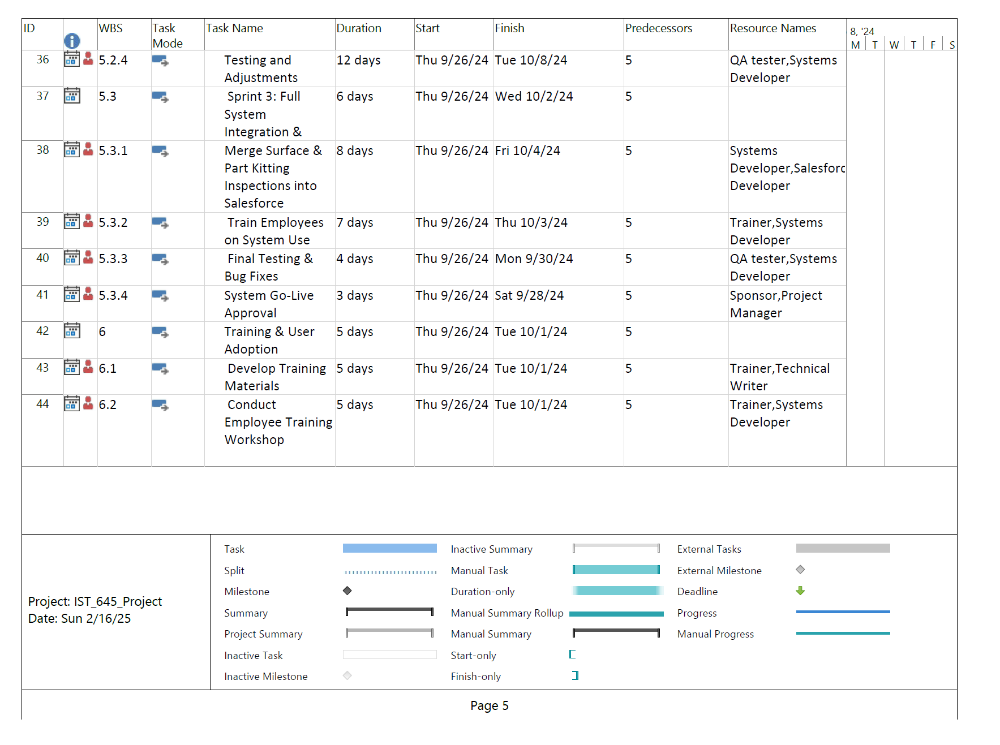 ID WBS Task Mode Task Name Duration Start Finish Predecessors Resource Names 8, '24
M T W T F S
36 5.2.4 Testing and Adjustments 12 days Thu 9/26/24 Tue 10/8/24 5 QA tester,Systems Developer
37 5.3 Sprint 3: Full System Integration & 6 days Thu 9/26/24 Wed 10/2/24 5
38 5.3.1 Merge Surface & Part Kitting Inspections into Salesforce 8 days Thu 9/26/24 Fri 10/4/24 5 Systems Developer,Salesforc Developer
39 5.3.2 Train Employees on System Use 7 days Thu 9/26/24 Thu 10/3/24 5 Trainer,Systems Developer
40 5.3.3 Final Testing & Bug Fixes 4 days Thu 9/26/24 Mon 9/30/24 5 QA tester,Systems Developer
41 5.3.4 System Go-Live Approval 3 days Thu 9/26/24 Sat 9/28/24 5 Sponsor,Project Manager
42 6 Training & User Adoption 5 days Thu 9/26/24 Tue 10/1/24 5
43 6.1 Develop Training Materials 5 days Thu 9/26/24 Tue 10/1/24 5 Trainer,Technical Writer
44 6.2 Conduct Employee Training Workshop 5 days Thu 9/26/24 Tue 10/1/24 5 Trainer,Systems Developer
Project: IST_645_Project
Date: Sun 2/16/25
Task
Split
Milestone
Summary
Project Summary
Inactive Task
Inactive Milestone
Inactive Summary
Manual Task
Duration-only
Manual Summary Rollup
Manual Summary
Start-only
Finish-only
External Tasks
External Milestone
Deadline
Progress
Manual Progress
Page 5